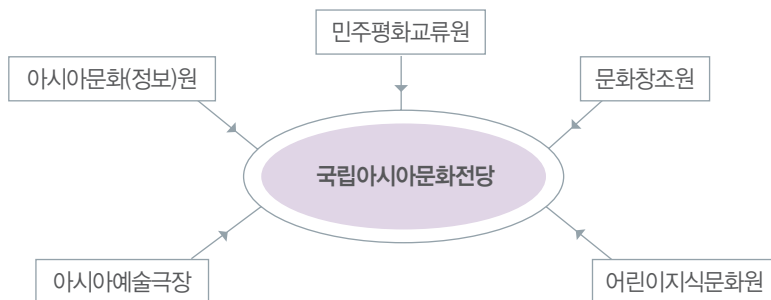 민주평화교류원
아시아문화(정보)원
문화창조원
국립아시아문화전당
아시아예술극장
어린이지식문화원